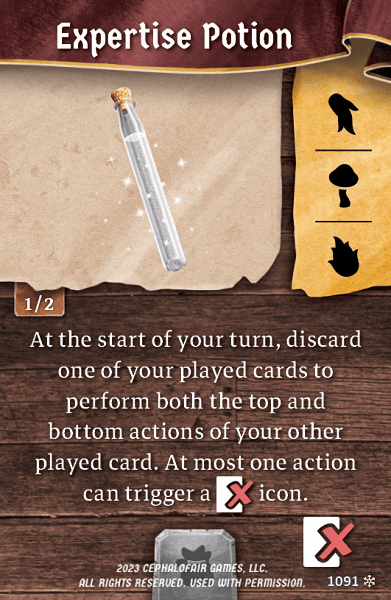 Expertise Potion
1/2
At the start of your turn, discard
one of your played cards to
perform both the top and
bottom actions of your other
played card. At most one action
can trigger a icon.
2023 CEPHALOFAIR GAMES, LLC.
ALL RIGHTS RESERVED. USED WITH PERMISSION.
1091